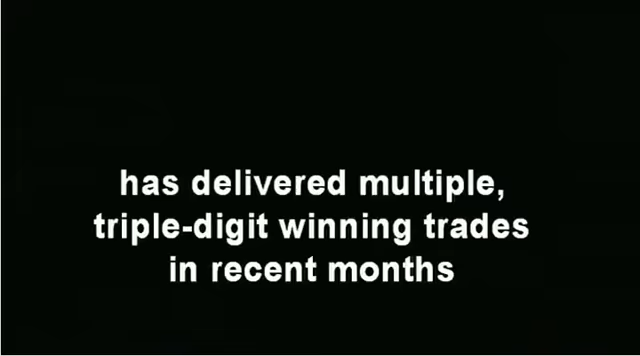 has delivered multiple,
triple-digit winning trades
in recent months